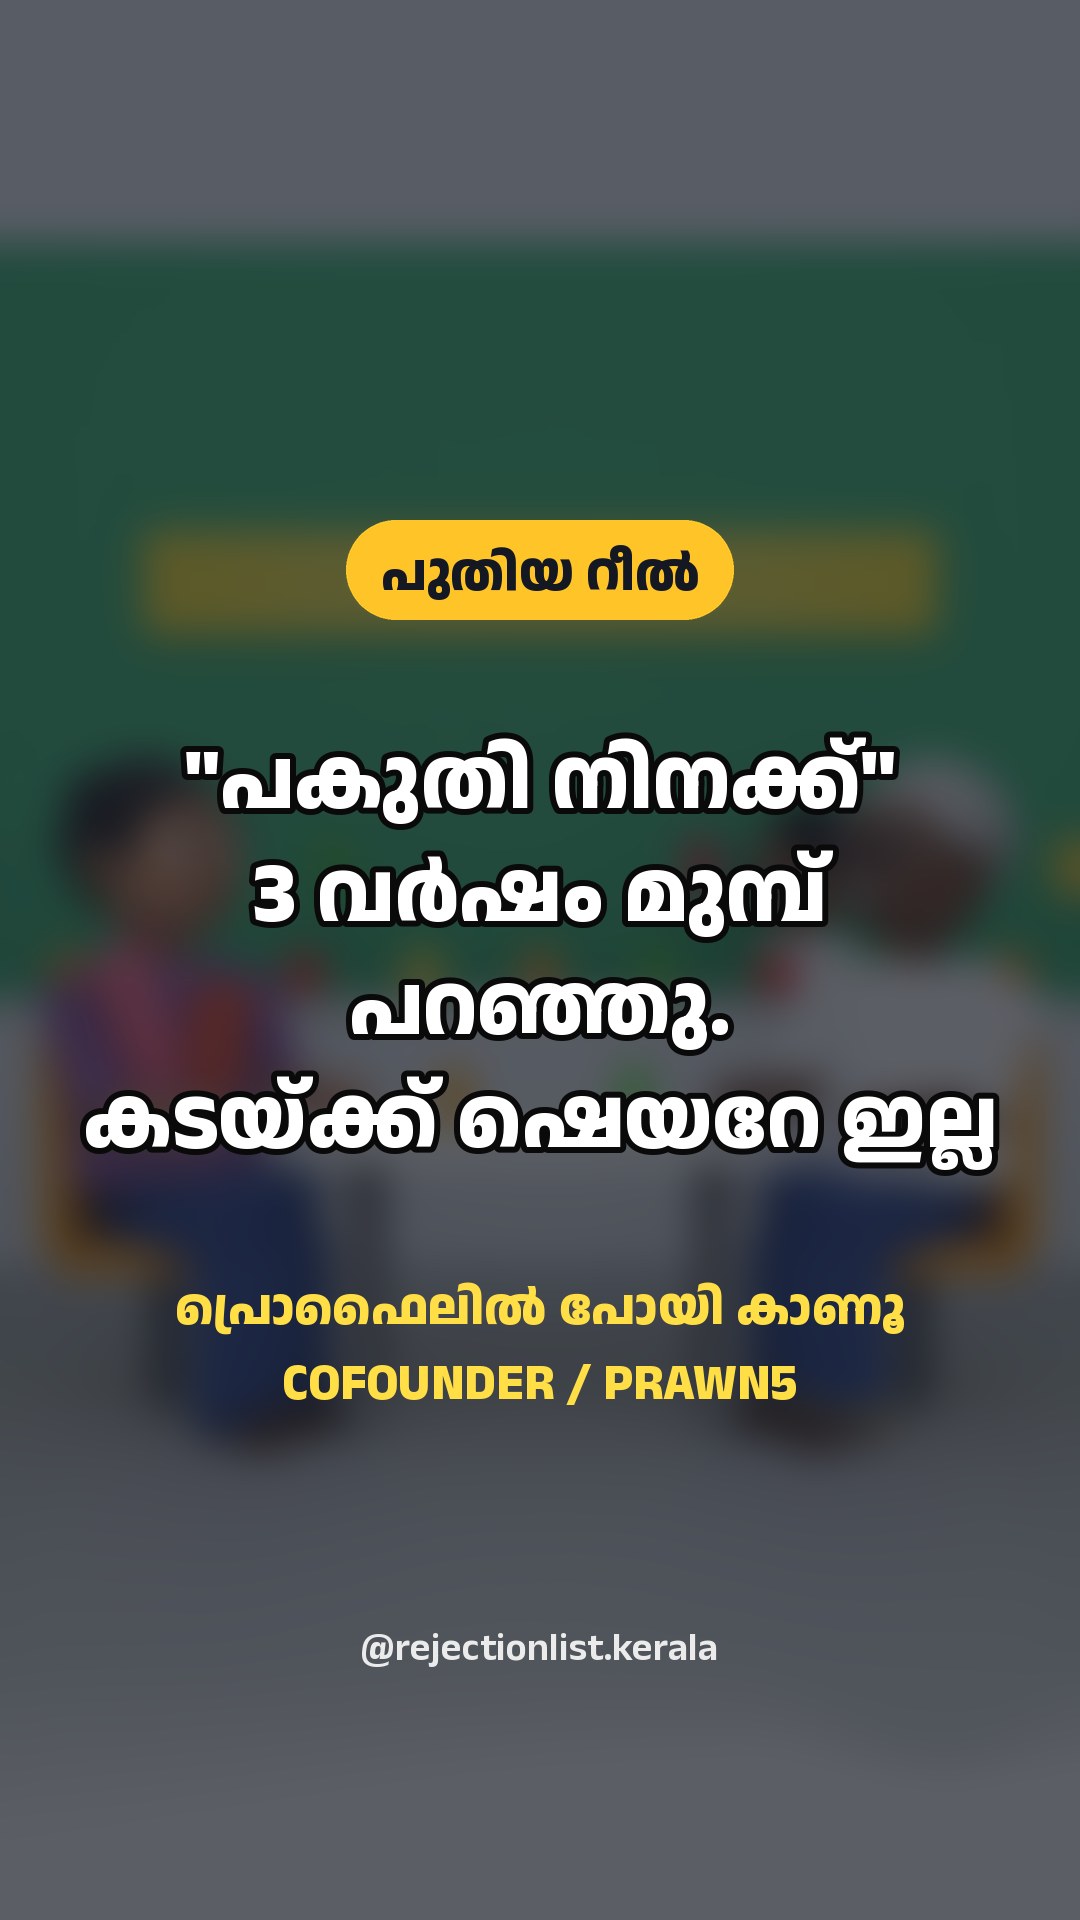 പുതിയ റീൽ
"പകുതി നിനക്ക്"
3 വർഷം മുമ്പ്
പറഞ്ഞു.
കടയ്ക്ക് ഷെയറേ ഇല്ല
പ്രൊഫൈലിൽ പോയി കാണൂ
COFOUNDER / PRAWN5
@rejectionlist.kerala